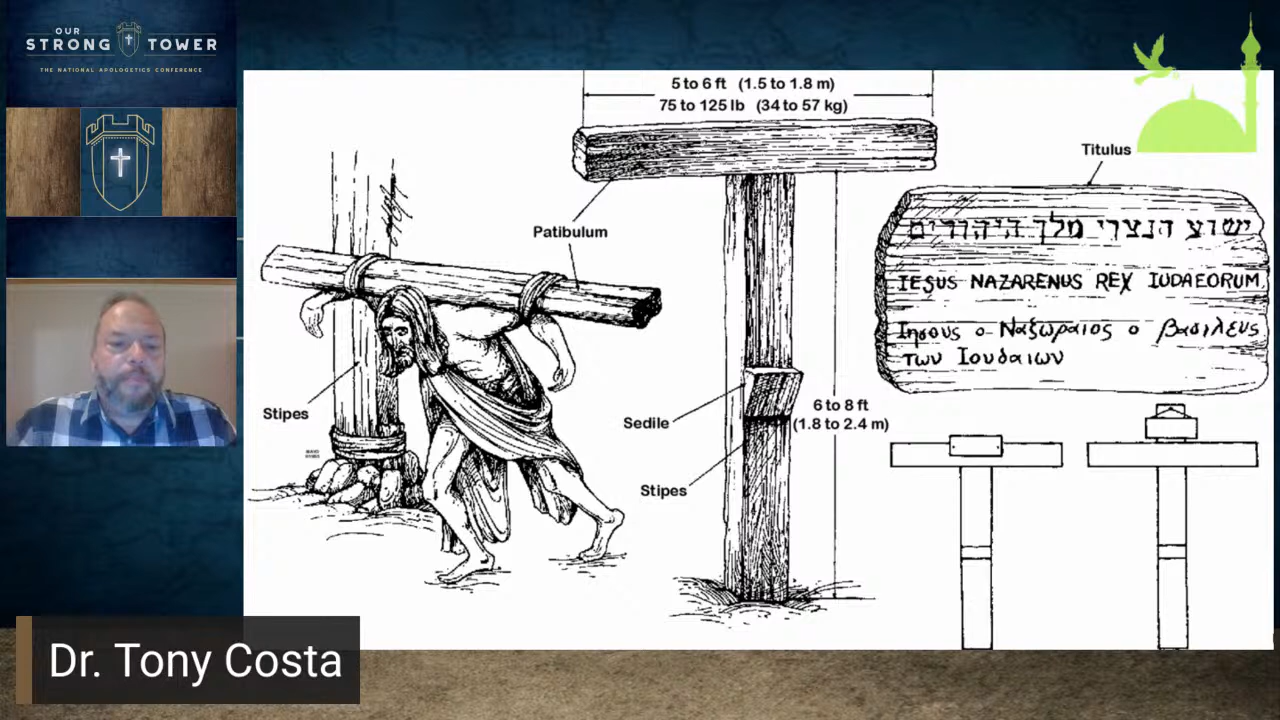 OUR
STRONG TOWER
THE NATIONAL APOLOGETICS CONFERENCE
5 to 6 ft (1.5 to 1.8 m)
75 to 125 lb (34 to 57 kg)
Titulus
ישוע הנצרי מלך היהודים
IESUS NAZARENUS REX IUDAEORUM
Ιησους ο Ναζωραιος ο βασιλευς
των Ιουδαιων
Patibulum
Stipes
Sedile
6 to 8 ft
(1.8 to 2.4 m)
Stipes
Dr. Tony Costa